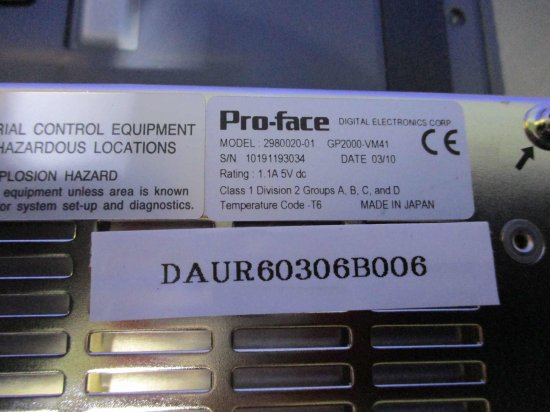 RIAL CONTROL EQUIPMENT
HAZARDOUS LOCATIONS
PLOSION HAZARD
equipment unless area is known
for system set-up and diagnostics.
Pro-face DIGITAL ELECTRONICS CORP.
MODEL : 2980020-01 GP2000-VM41
S/N 10191193034 DATE 03/10
Rating : 1.1A 5V dc
Class 1 Division 2 Groups A, B, C, and D
Temperature Code -T6 MADE IN JAPAN
CE
DAUR60306B006